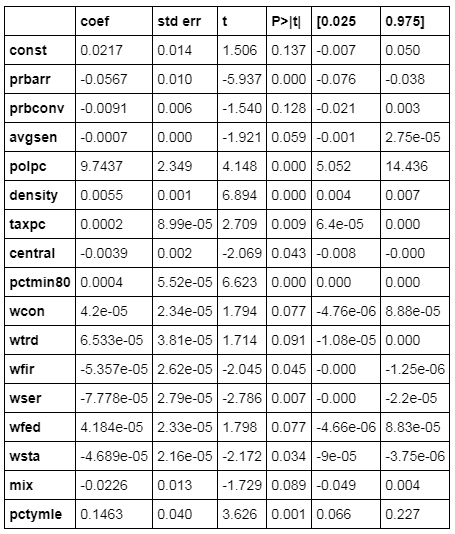 coef std err t P>|t| [0.025 0.975]
const 0.0217 0.014 1.506 0.137 -0.007 0.050
prbarr -0.0567 0.010 -5.937 0.000 -0.076 -0.038
prbconv -0.0091 0.006 -1.540 0.128 -0.021 0.003
avgsen -0.0007 0.000 -1.921 0.059 -0.001 2.75e-05
polpc 9.7437 2.349 4.148 0.000 5.052 14.436
density 0.0055 0.001 6.894 0.000 0.004 0.007
taxpc 0.0002 8.99e-05 2.709 0.009 6.4e-05 0.000
central -0.0039 0.002 -2.069 0.043 -0.008 -0.000
pctmin80 0.0004 5.52e-05 6.623 0.000 0.000 0.000
wcon 4.2e-05 2.34e-05 1.794 0.077 -4.76e-06 8.88e-05
wtrd 6.533e-05 3.81e-05 1.714 0.091 -1.08e-05 0.000
wfir -5.357e-05 2.62e-05 -2.045 0.045 -0.000 -1.25e-06
wser -7.778e-05 2.79e-05 -2.786 0.007 -0.000 -2.2e-05
wfed 4.184e-05 2.33e-05 1.798 0.077 -4.66e-06 8.83e-05
wsta -4.689e-05 2.16e-05 -2.172 0.034 -9e-05 -3.75e-06
mix -0.0226 0.013 -1.729 0.089 -0.049 0.004
pctymle 0.1463 0.040 3.626 0.001 0.066 0.227